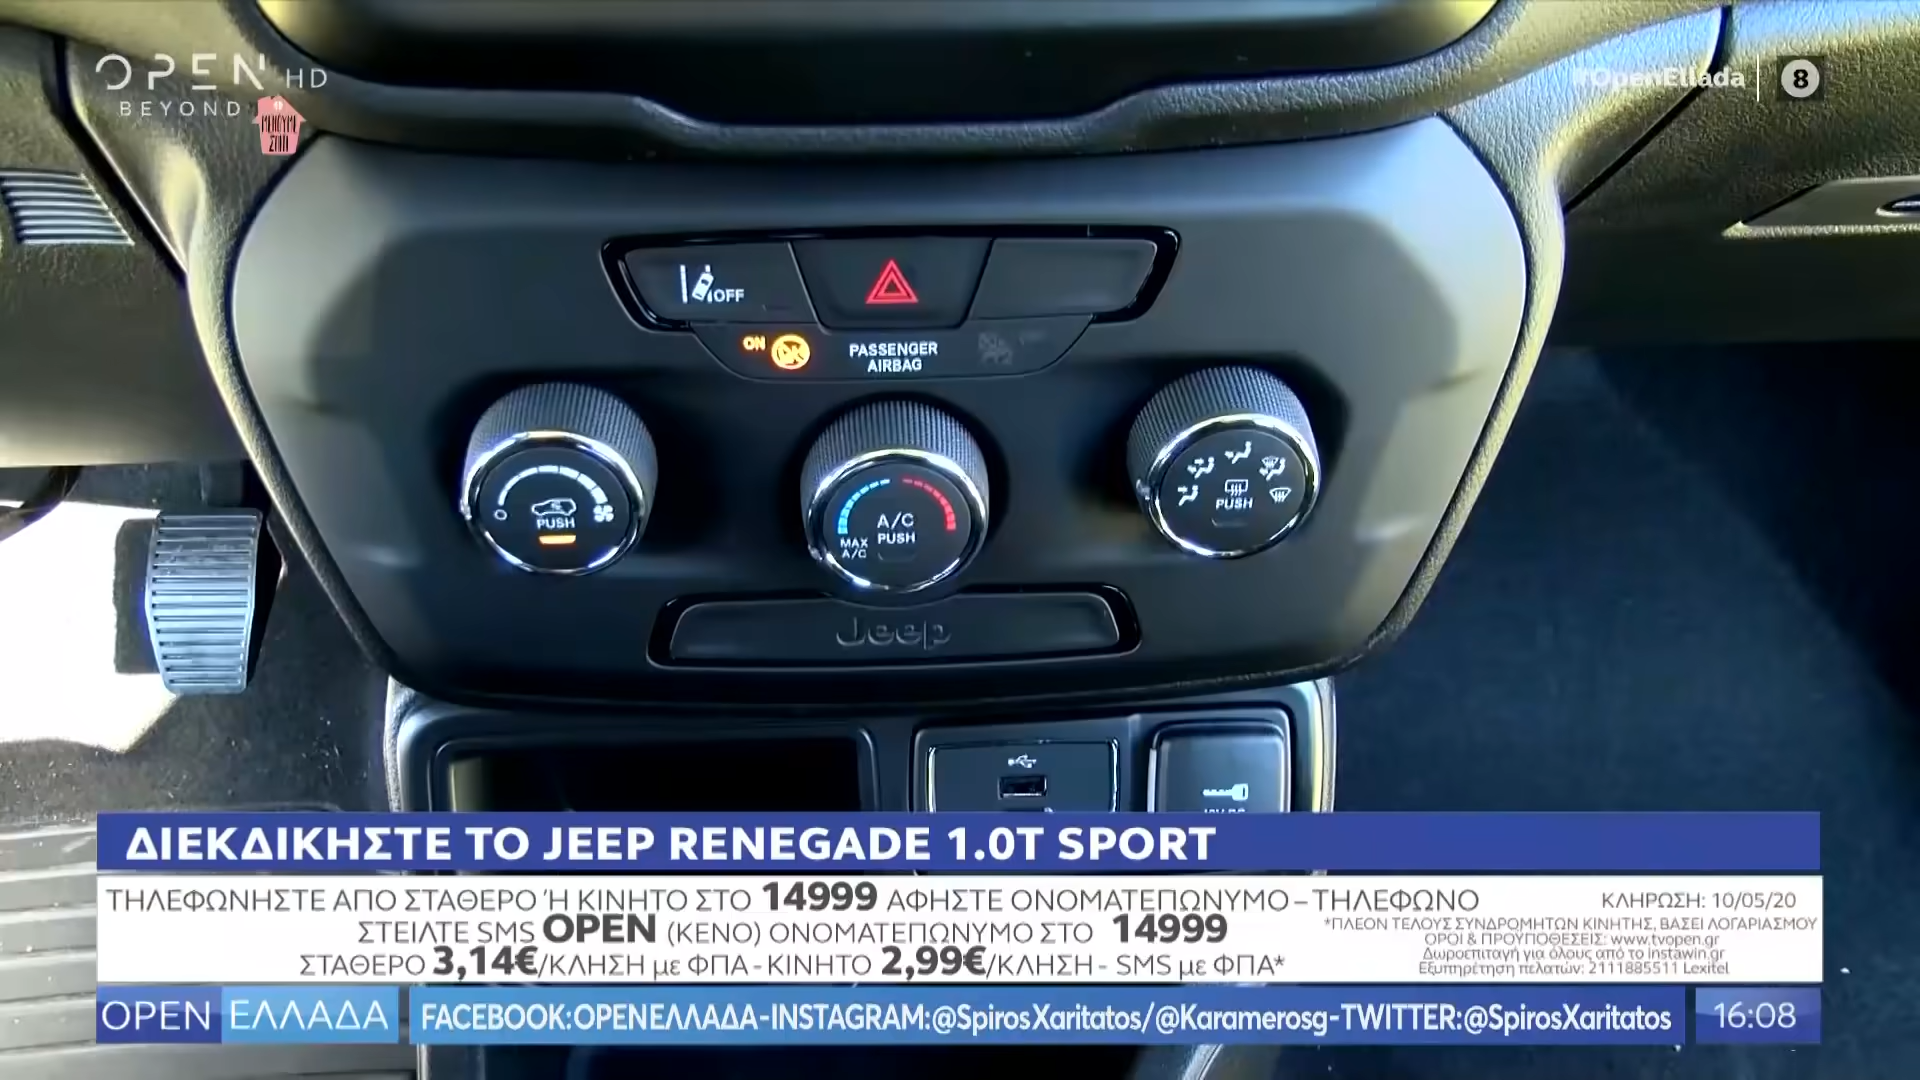 OPEN HD
BEYOND
ΜΕΝΟΥΜΕ
ΣΠΙΤΙ
#OpenEllada
8
OFF
ON
PASSENGER
AIRBAG
PUSH
A/C
PUSH
MAX
A/C
PUSH
Jeep
ΔΙΕΚΔΙΚΗΣΤΕ ΤΟ JEEP RENEGADE 1.0T SPORT
ΤΗΛΕΦΩΝΗΣΤΕ ΑΠΟ ΣΤΑΘΕΡΟ Ή ΚΙΝΗΤΟ ΣΤΟ 14999 ΑΦΗΣΤΕ ΟΝΟΜΑΤΕΠΩΝΥΜΟ – ΤΗΛΕΦΩΝΟ
ΣΤΕΙΛΤΕ SMS OPEN (ΚΕΝΟ) ΟΝΟΜΑΤΕΠΩΝΥΜΟ ΣΤΟ 14999
ΣΤΑΘΕΡΟ 3,14€/ΚΛΗΣΗ με ΦΠΑ - ΚΙΝΗΤΟ 2,99€/ΚΛΗΣΗ - SMS με ΦΠΑ*
ΚΛΗΡΩΣΗ: 10/05/20
*ΠΛΕΟΝ ΤΕΛΟΥΣ ΣΥΝΔΡΟΜΗΤΩΝ ΚΙΝΗΤΗΣ, ΒΑΣΕΙ ΛΟΓΑΡΙΑΣΜΟΥ
ΟΡΟΙ & ΠΡΟΫΠΟΘΕΣΕΙΣ: www.tvopen.gr
Δωροεπιταγή για όλους από το instawin.gr
Εξυπηρέτηση πελατών: 2111885511 Lexitel
OPEN ΕΛΛΑΔΑ
FACEBOOK:OPENΕΛΛΑΔΑ-INSTAGRAM:@SpirosXaritatos/@Karamerosg-TWITTER:@SpirosXaritatos
16:08